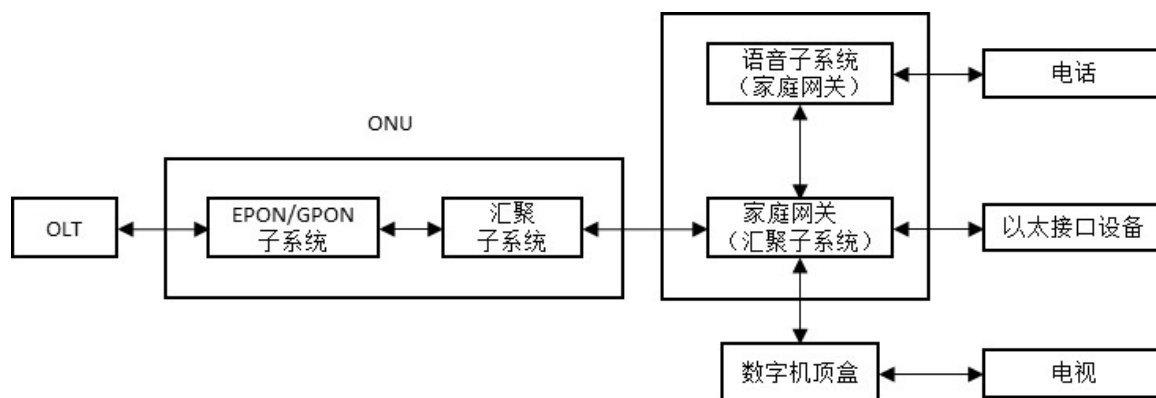 语音子系统
（家庭网关）
电话
ONU
OLT
EPON/GPON
子系统
汇聚
子系统
家庭网关
（汇聚子系统）
以太接口设备
数字机顶盒
电视